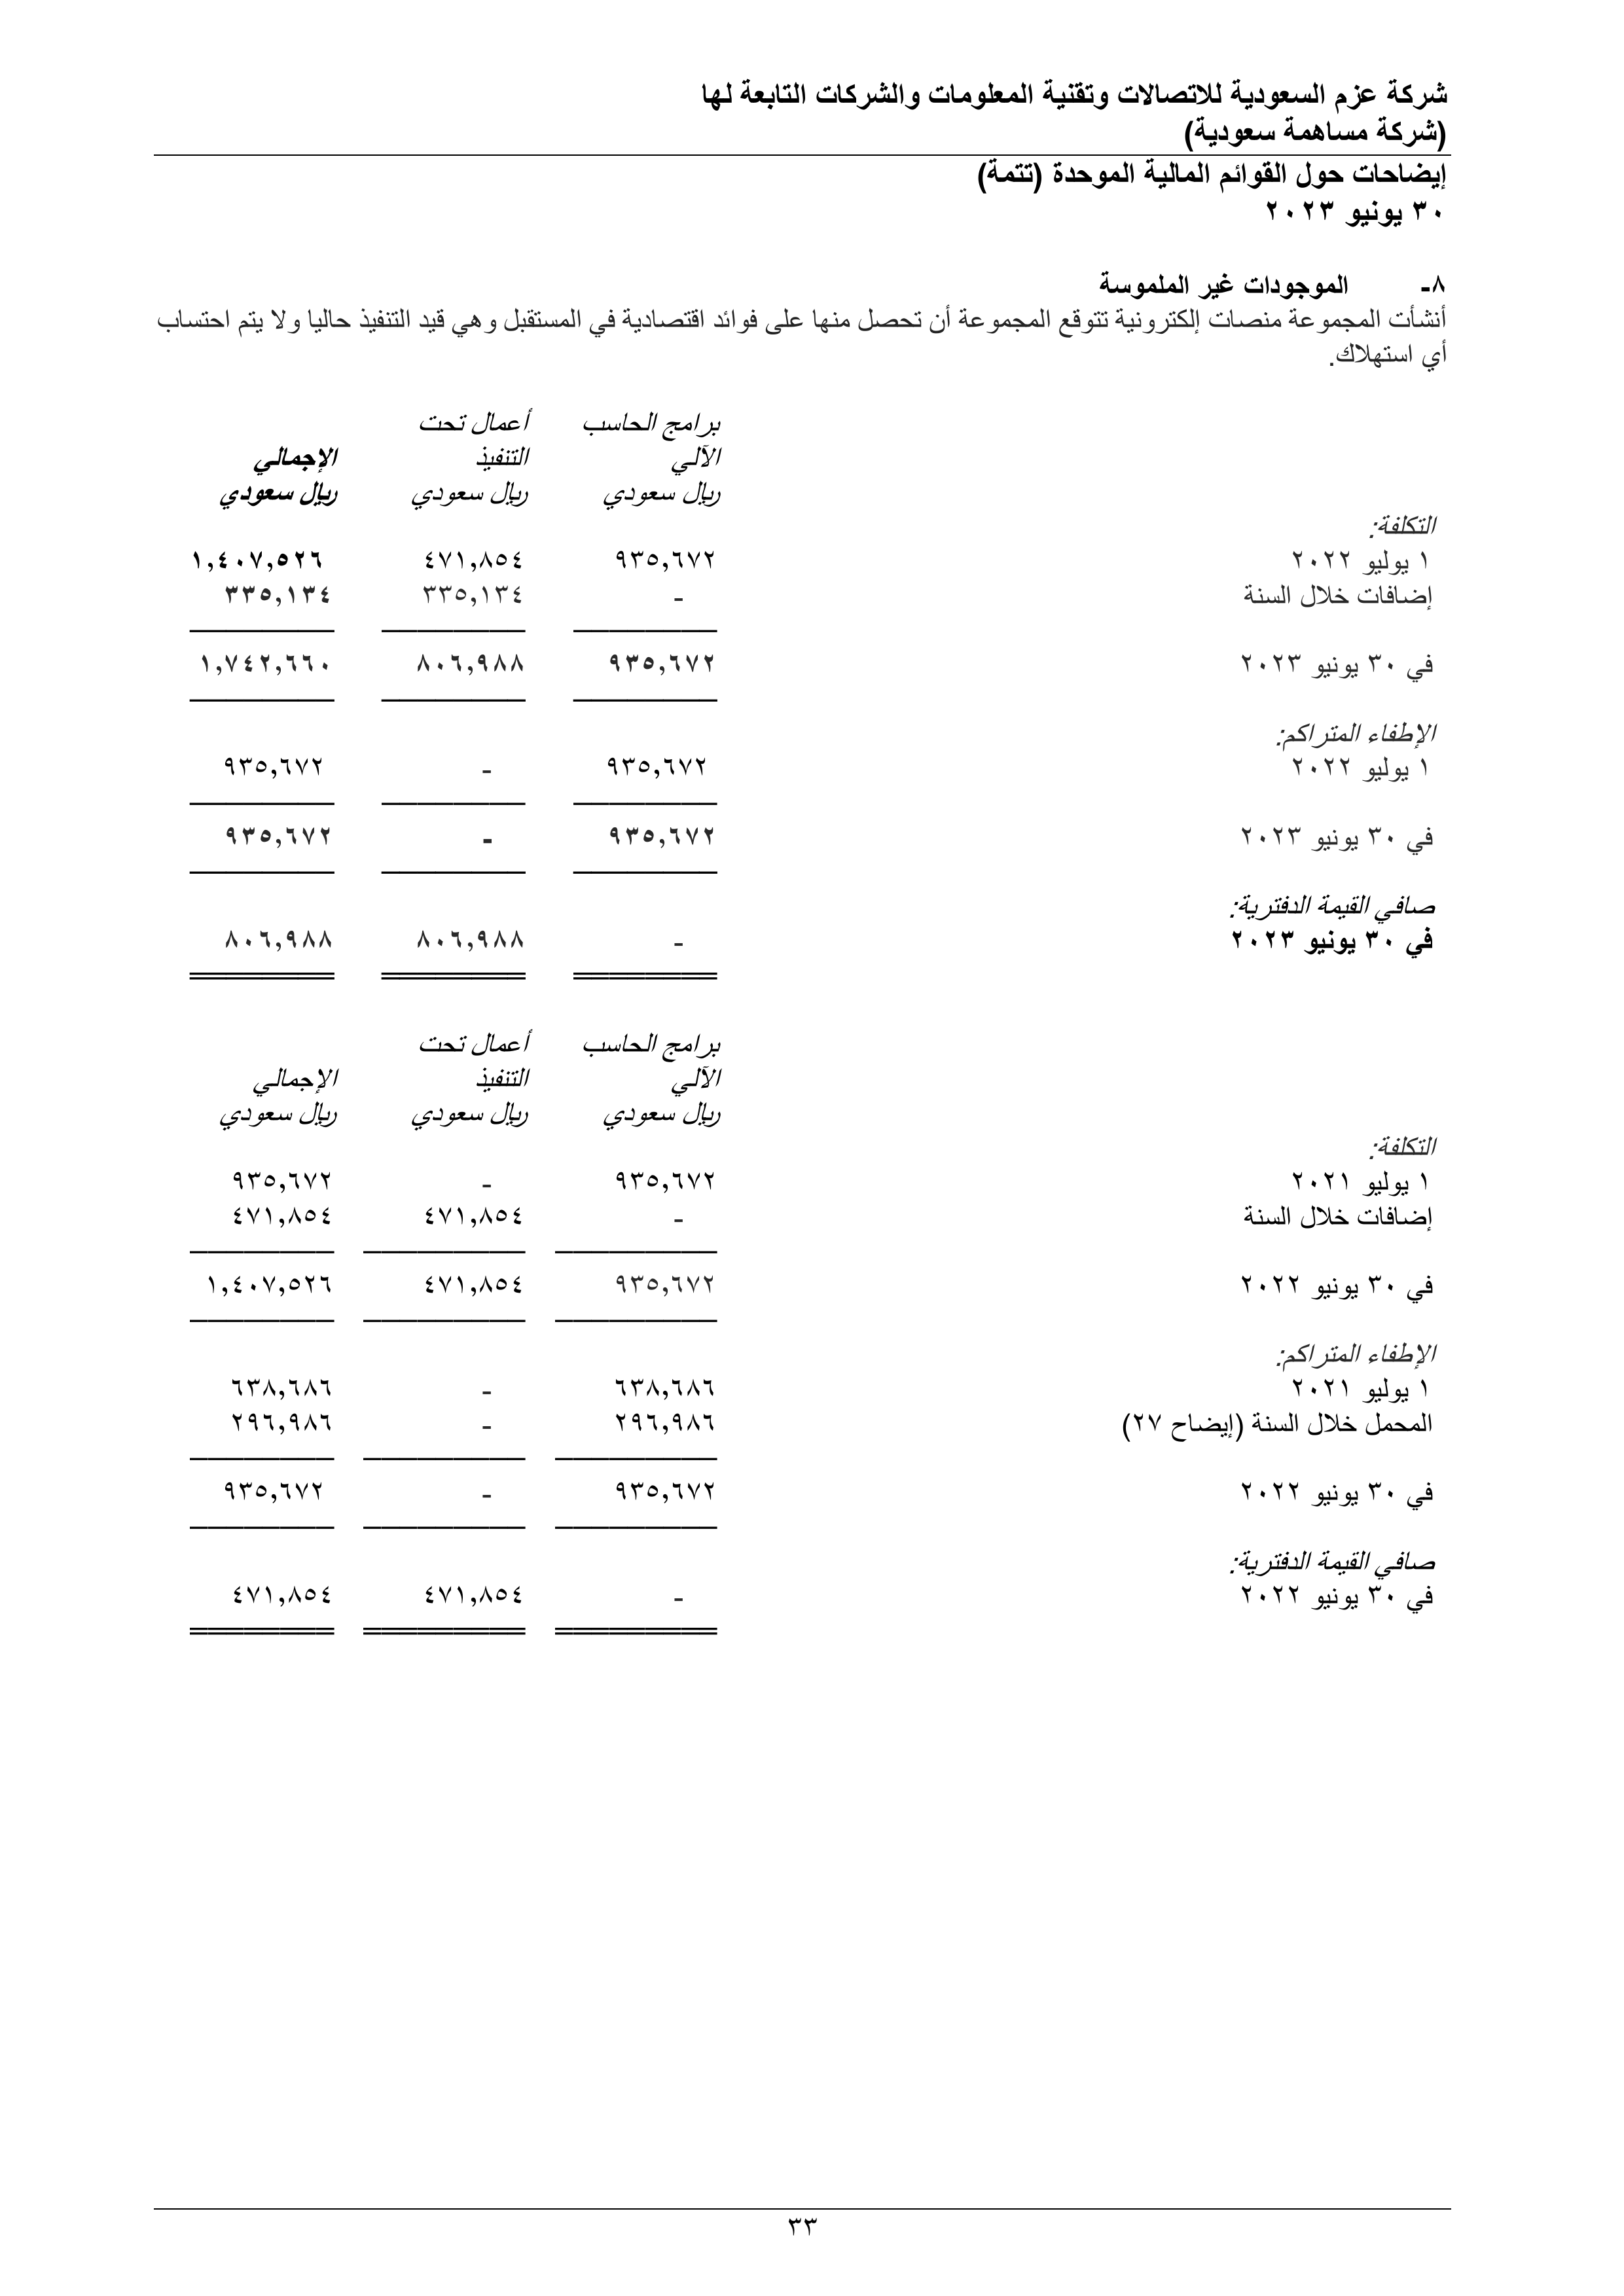 شركة عزم السعودية للاتصالات وتقنية المعلومات والشركات التابعة لها
(شركة مساهمة سعودية)
إيضاحات حول القوائم المالية الموحدة (تتمة)
٣٠ يونيو ٢٠٢٣
٨- الموجودات غير الملموسة
أنشأت المجموعة منصات إلكترونية تتوقع المجموعة أن تحصل منها على فوائد اقتصادية في المستقبل وهي قيد التنفيذ حاليا ولا يتم احتساب
أي استهلاك.
برامج الحاسب أعمال تحت
الآلي التنفيذ الإجمالي
ريال سعودي ريال سعودي ريال سعودي
التكلفة:
١ يوليو ٢٠٢٢ ٩٣٥,٦٧٢ ٤٧١,٨٥٤ ١,٤٠٧,٥٢٦
إضافات خلال السنة - ٣٣٥,١٣٤ ٣٣٥,١٣٤
في ٣٠ يونيو ٢٠٢٣ ٩٣٥,٦٧٢ ٨٠٦,٩٨٨ ١,٧٤٢,٦٦٠
الإطفاء المتراكم:
١ يوليو ٢٠٢٢ ٩٣٥,٦٧٢ - ٩٣٥,٦٧٢
في ٣٠ يونيو ٢٠٢٣ ٩٣٥,٦٧٢ - ٩٣٥,٦٧٢
صافي القيمة الدفترية:
في ٣٠ يونيو ٢٠٢٣ - ٨٠٦,٩٨٨ ٨٠٦,٩٨٨
برامج الحاسب أعمال تحت
الآلي التنفيذ الإجمالي
ريال سعودي ريال سعودي ريال سعودي
التكلفة:
١ يوليو ٢٠٢١ ٩٣٥,٦٧٢ - ٩٣٥,٦٧٢
إضافات خلال السنة - ٤٧١,٨٥٤ ٤٧١,٨٥٤
في ٣٠ يونيو ٢٠٢٢ ٩٣٥,٦٧٢ ٤٧١,٨٥٤ ١,٤٠٧,٥٢٦
الإطفاء المتراكم:
١ يوليو ٢٠٢١ ٦٣٨,٦٨٦ - ٦٣٨,٦٨٦
المحمل خلال السنة (إيضاح ٢٧) ٢٩٦,٩٨٦ - ٢٩٦,٩٨٦
في ٣٠ يونيو ٢٠٢٢ ٩٣٥,٦٧٢ - ٩٣٥,٦٧٢
صافي القيمة الدفترية:
في ٣٠ يونيو ٢٠٢٢ - ٤٧١,٨٥٤ ٤٧١,٨٥٤
٣٣